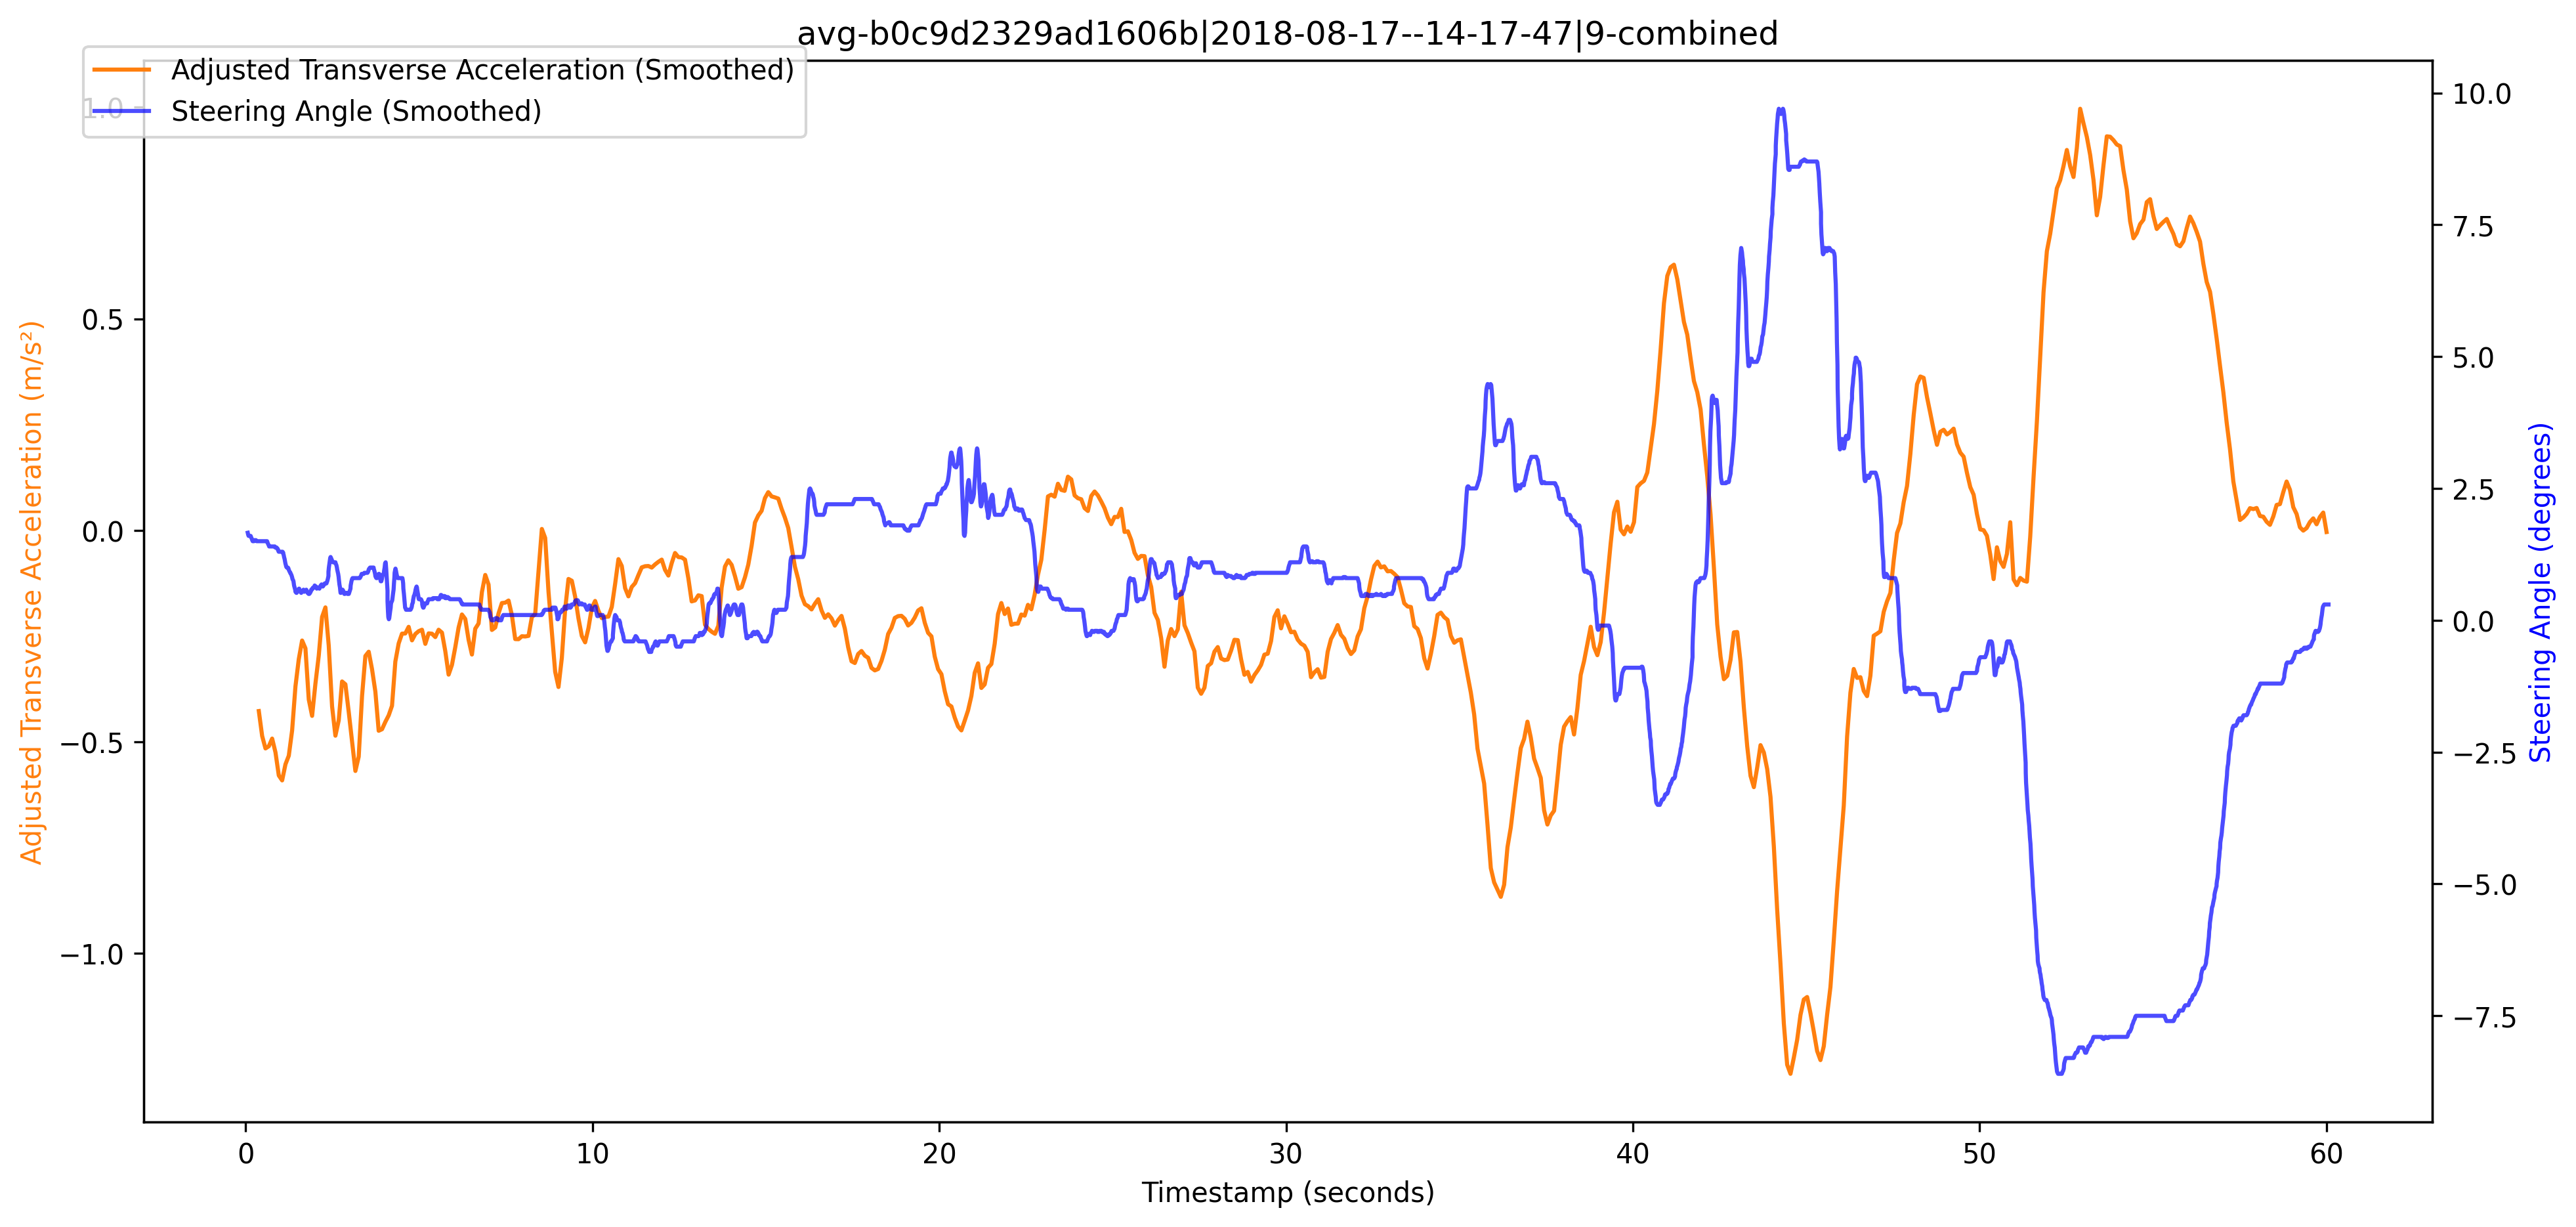 avg-b0c9d2329ad1606b|2018-08-17--14-17-47|9-combined
Adjusted Transverse Acceleration (Smoothed)
Steering Angle (Smoothed)
1.0
0.5
0.0
−0.5
−1.0
Adjusted Transverse Acceleration (m/s²)
10.0
7.5
5.0
2.5
0.0
−2.5
−5.0
−7.5
Steering Angle (degrees)
0 10 20 30 40 50 60
Timestamp (seconds)